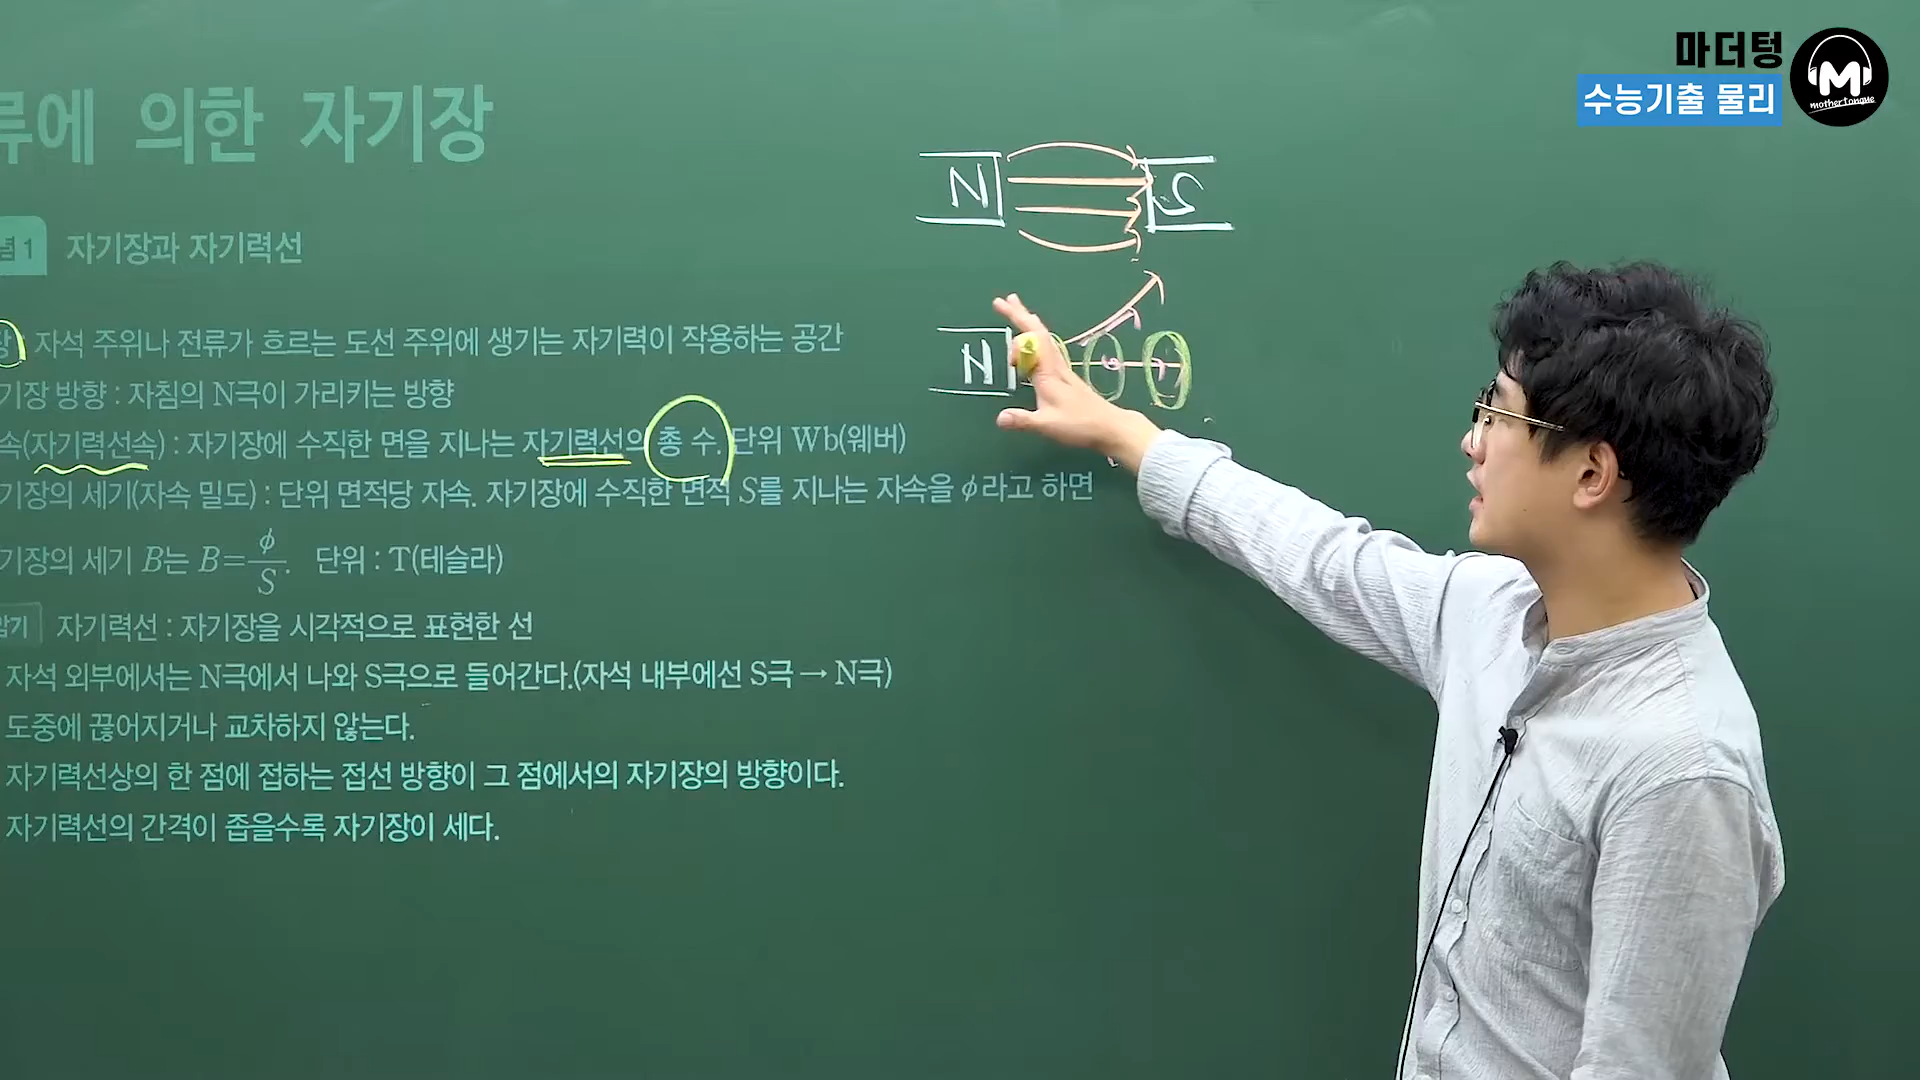 마더텅
수능기출 물리
M
mothertongue
류에 의한 자기장
념 1 자기장과 자기력선
장 : 자석 주위나 전류가 흐르는 도선 주위에 생기는 자기력이 작용하는 공간
기장 방향 : 자침의 N극이 가리키는 방향
속(자기력선속) : 자기장에 수직한 면을 지나는 자기력선의 총 수. 단위 Wb(웨버)
기장의 세기(자속 밀도) : 단위 면적당 자속. 자기장에 수직한 면적 S를 지나는 자속을 ϕ라고 하면
기장의 세기 B는 B=ϕ/S. 단위 : T(테슬라)
암기 자기력선 : 자기장을 시각적으로 표현한 선
자석 외부에서는 N극에서 나와 S극으로 들어간다.(자석 내부에선 S극 → N극)
도중에 끊어지거나 교차하지 않는다.
자기력선상의 한 점에 접하는 접선 방향이 그 점에서의 자기장의 방향이다.
자기력선의 간격이 좁을수록 자기장이 세다.
N S
N